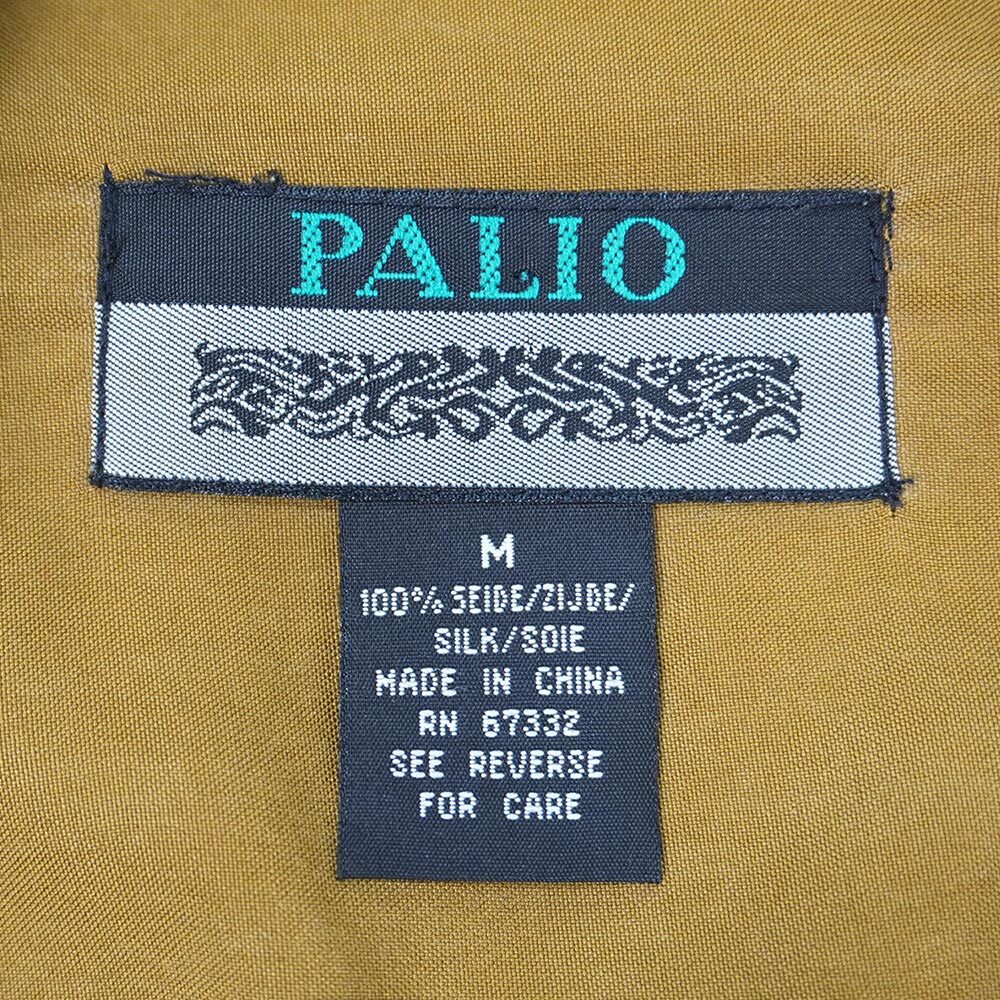 PALIO
M
100% SEIDE/ZIJDE/
SILK/SOIE
MADE IN CHINA
RN 67332
SEE REVERSE
FOR CARE